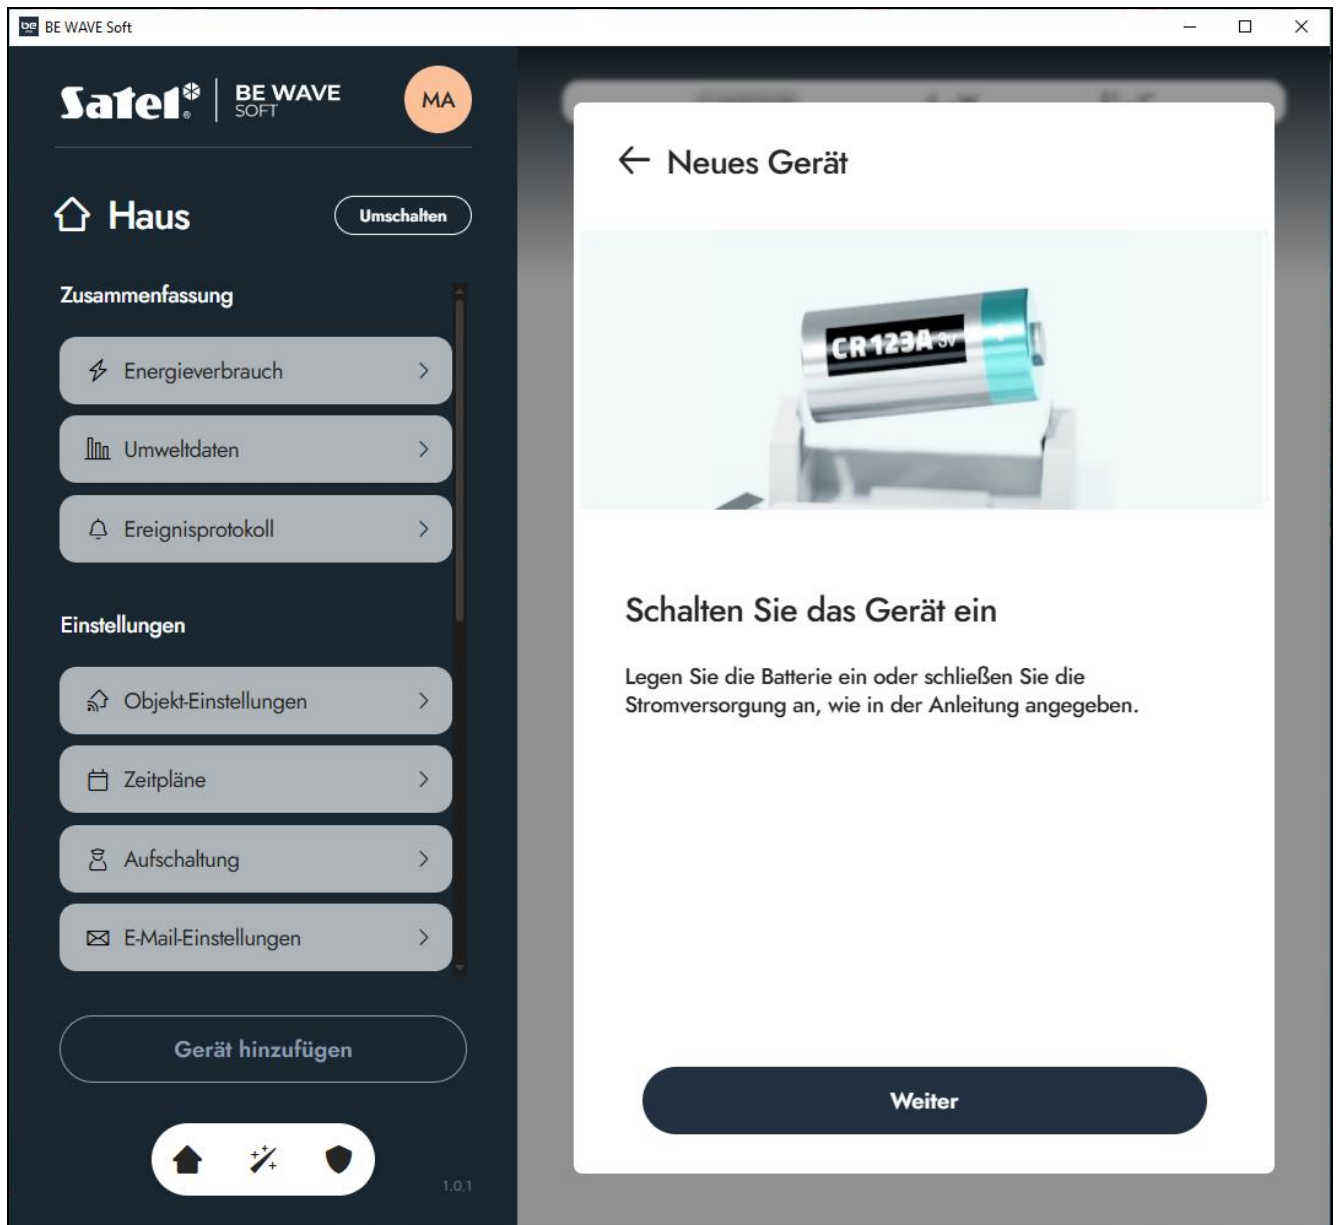 BE WAVE Soft
Satel® BE WAVE
SOFT
MA
Haus
Umschalten
Zusammenfassung
Energieverbrauch
Umweltdaten
Ereignisprotokoll
Einstellungen
Objekt-Einstellungen
Zeitpläne
Aufschaltung
E-Mail-Einstellungen
Gerät hinzufügen
1.0.1
Neues Gerät
CR123A 3v
Schalten Sie das Gerät ein
Legen Sie die Batterie ein oder schließen Sie die
Stromversorgung an, wie in der Anleitung angegeben.
Weiter